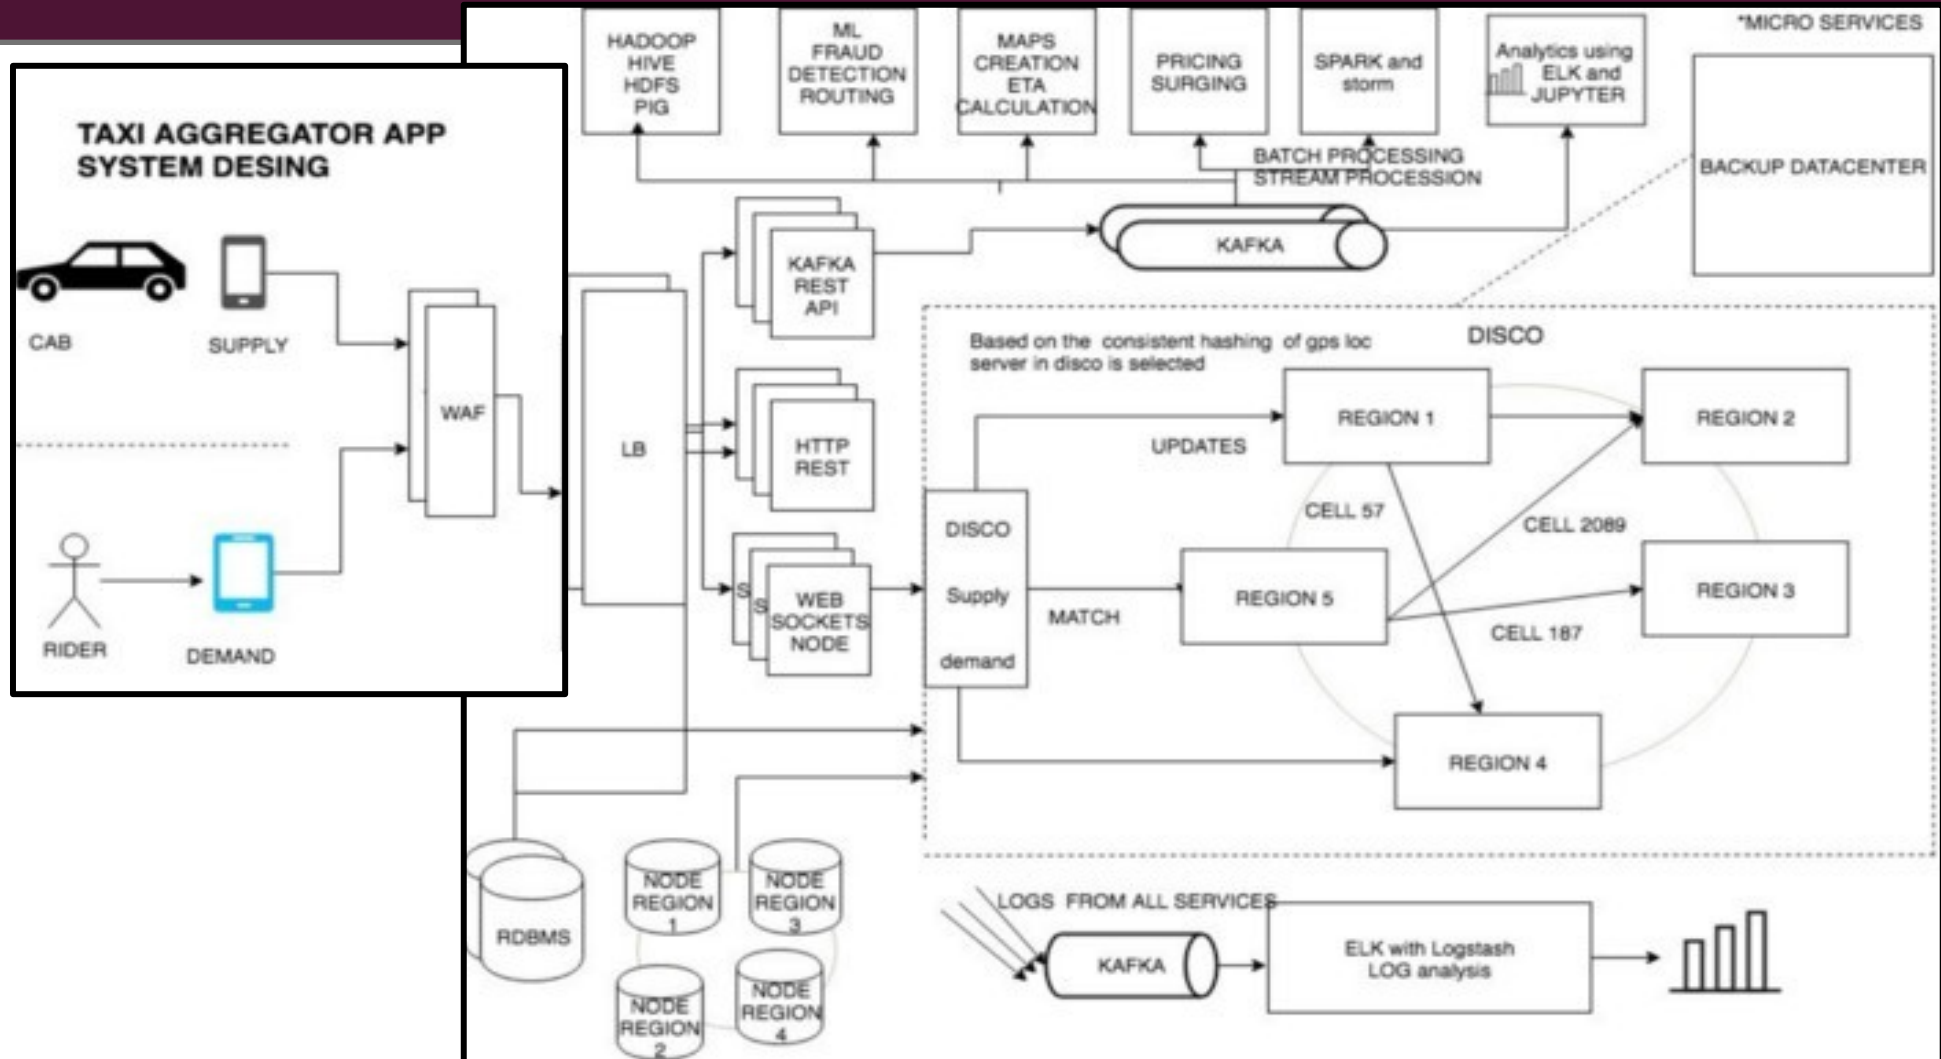 TAXI AGGREGATOR APP
SYSTEM DESING
CAB
SUPPLY
RIDER
DEMAND
WAF
LB
HADOOP
HIVE
HDFS
PIG
ML
FRAUD
DETECTION
ROUTING
MAPS
CREATION
ETA
CALCULATION
PRICING
SURGING
SPARK and
storm
Analytics using
ELK and
JUPYTER
*MICRO SERVICES
BACKUP DATACENTER
BATCH PROCESSING
STREAM PROCESSION
KAFKA
REST
API
KAFKA
HTTP
REST
S
S
WEB
SOCKETS
NODE
Based on the consistent hashing of gps loc
server in disco is selected
DISCO
DISCO
Supply
demand
UPDATES
MATCH
REGION 1
REGION 2
CELL 57
CELL 2089
REGION 5
REGION 3
CELL 187
REGION 4
RDBMS
NODE
REGION
1
NODE
REGION
3
NODE
REGION
2
NODE
REGION
4
LOGS FROM ALL SERVICES
KAFKA
ELK with Logstash
LOG analysis